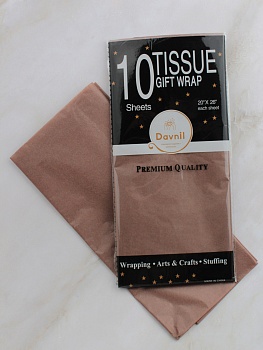 10 TISSUE
GIFT WRAP
Sheets
20"X 26"
each sheet
Davnil
PREMIUM QUALITY
Wrapping • Arts & Crafts • Stuffing